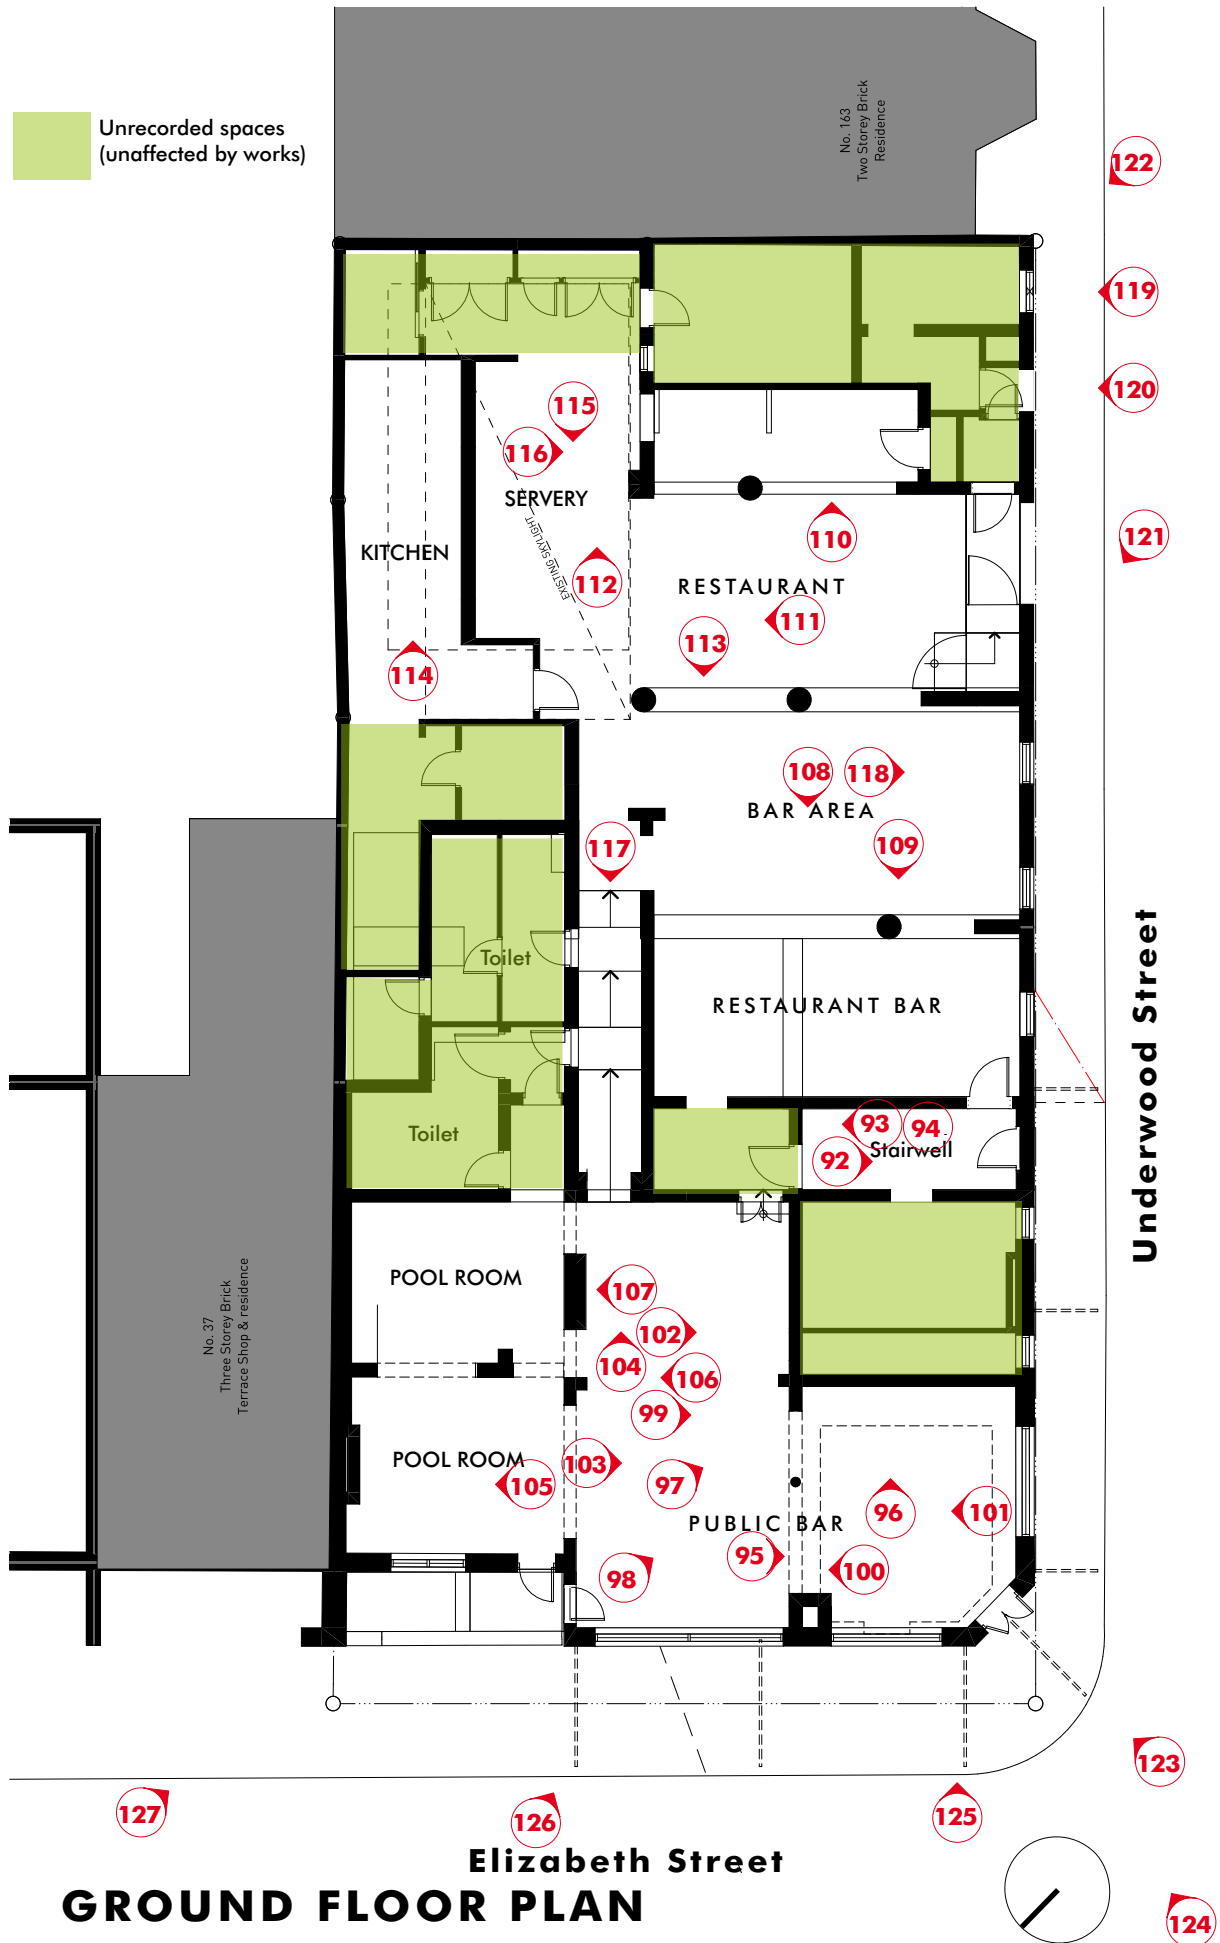 No. 163
Two Storey Brick
Residence
Unrecorded spaces
(unaffected by works)
122
119
120
115
116
SERVERY
110
121
KITCHEN
EXISTING SKYLIGHT
112
RESTAURANT
111
113
114
108
118
BAR AREA
109
117
Toilet
RESTAURANT BAR
Underwood Street
93
94
Stairwell
92
Toilet
POOL ROOM
107
102
104
106
99
No. 37
Three Storey Brick
Terrace Shop & residence
POOL ROOM
103
105
97
96
101
PUBLIC BAR
95
100
98
123
127
126
125
Elizabeth Street
GROUND FLOOR PLAN
124